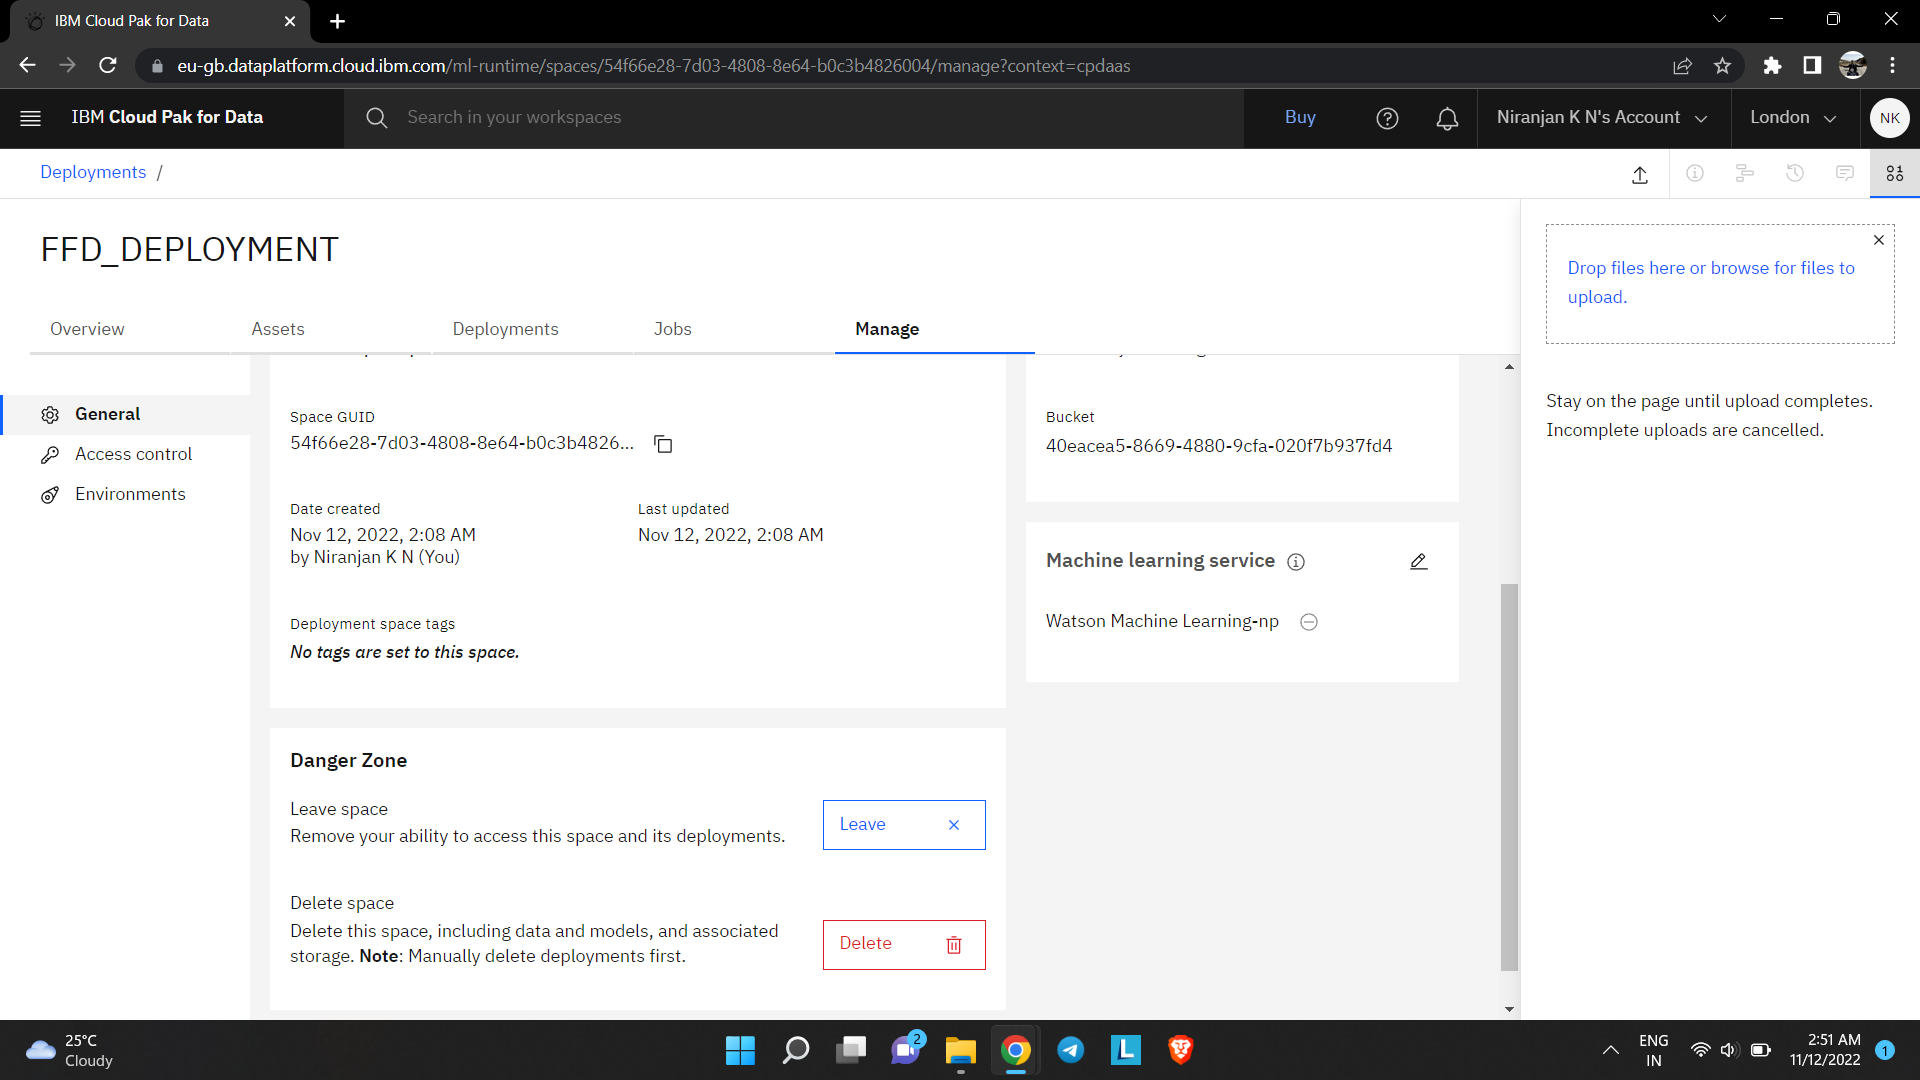 IBM Cloud Pak for Data
eu-gb.dataplatform.cloud.ibm.com/ml-runtime/spaces/54f66e28-7d03-4808-8e64-b0c3b4826004/manage?context=cpdaas
IBM Cloud Pak for Data
Search in your workspaces
Buy
Niranjan K N's Account
London
NK
Deployments /
FFD_DEPLOYMENT
Overview
Assets
Deployments
Jobs
Manage
General
Access control
Environments
Space GUID
54f66e28-7d03-4808-8e64-b0c3b4826...
Date created
Nov 12, 2022, 2:08 AM
by Niranjan K N (You)
Last updated
Nov 12, 2022, 2:08 AM
Deployment space tags
No tags are set to this space.
Bucket
40eacea5-8669-4880-9cfa-020f7b937fd4
Machine learning service
Watson Machine Learning-np
Danger Zone
Leave space
Remove your ability to access this space and its deployments.
Leave
Delete space
Delete this space, including data and models, and associated
storage. Note: Manually delete deployments first.
Delete
Drop files here or browse for files to
upload.
Stay on the page until upload completes.
Incomplete uploads are cancelled.
25°C
Cloudy
2
L
ENG
IN
2:51 AM
11/12/2022
1